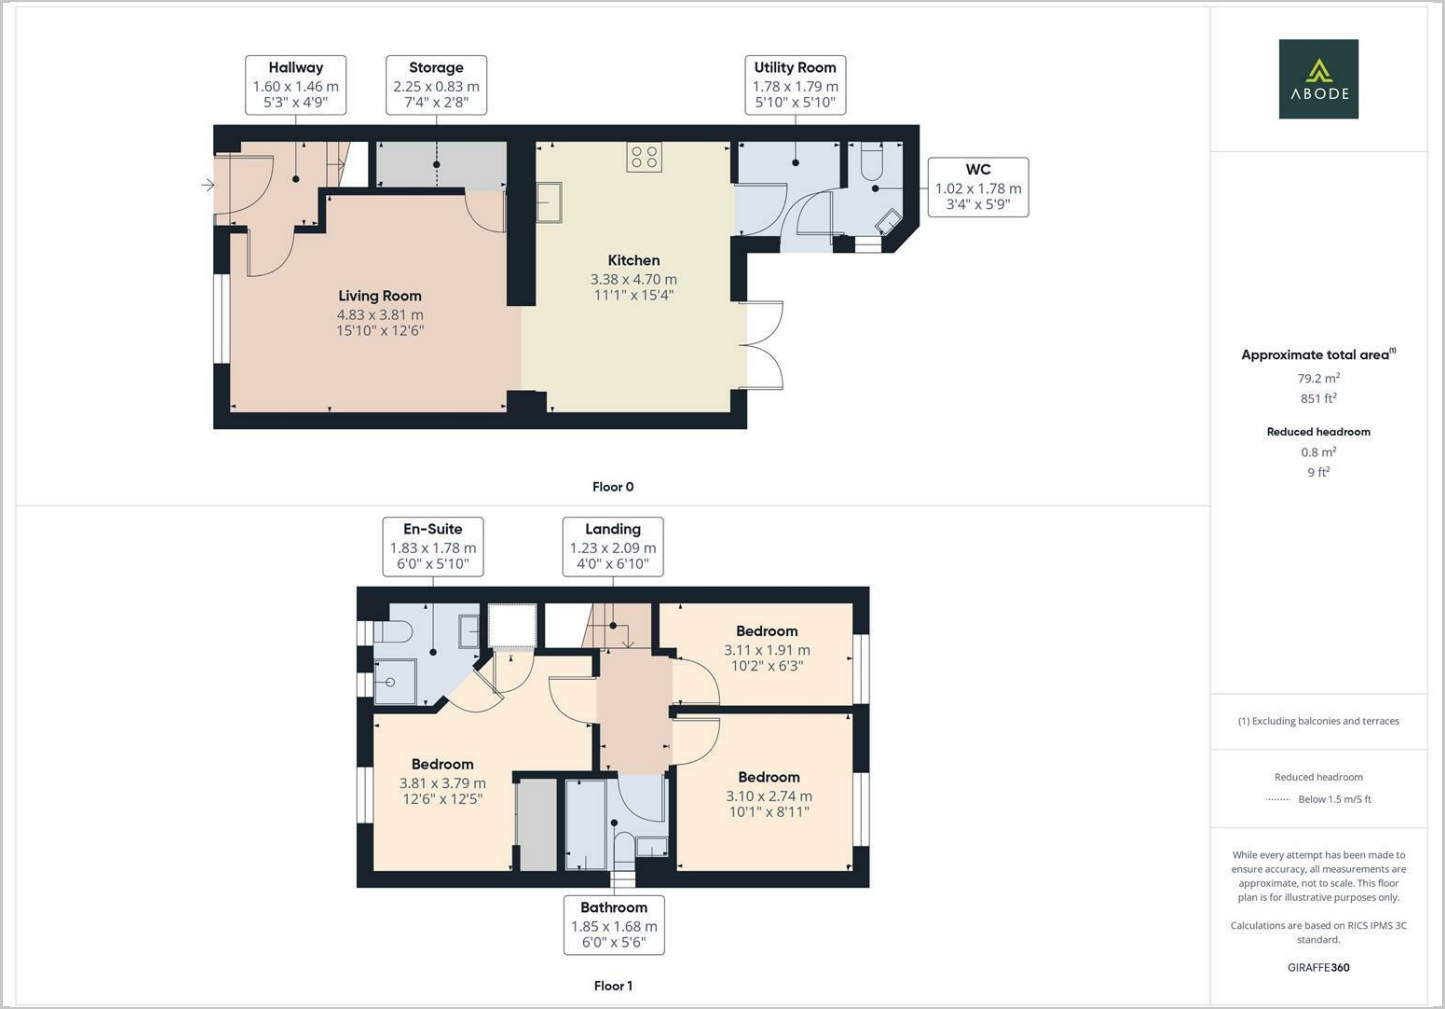 Hallway
1.60 x 1.46 m
5'3" x 4'9"
Storage
2.25 x 0.83 m
7'4" x 2'8"
Utility Room
1.78 x 1.79 m
5'10" x 5'10"
WC
1.02 x 1.78 m
3'4" x 5'9"
Kitchen
3.38 x 4.70 m
11'1" x 15'4"
Living Room
4.83 x 3.81 m
15'10" x 12'6"
Floor 0
En-Suite
1.83 x 1.78 m
6'0" x 5'10"
Landing
1.23 x 2.09 m
4'0" x 6'10"
Bedroom
3.11 x 1.91 m
10'2" x 6'3"
Bedroom
3.81 x 3.79 m
12'6" x 12'5"
Bedroom
3.10 x 2.74 m
10'1" x 8'11"
Bathroom
1.85 x 1.68 m
6'0" x 5'6"
Floor 1
ABODE
Approximate total area(1)
79.2 m²
851 ft²
Reduced headroom
0.8 m²
9 ft²
(1) Excluding balconies and terraces
Reduced headroom
Below 1.5 m/5 ft
While every attempt has been made to
ensure accuracy, all measurements are
approximate, not to scale. This floor
plan is for illustrative purposes only.
Calculations are based on RICS IPMS 3C
standard.
GIRAFFE360